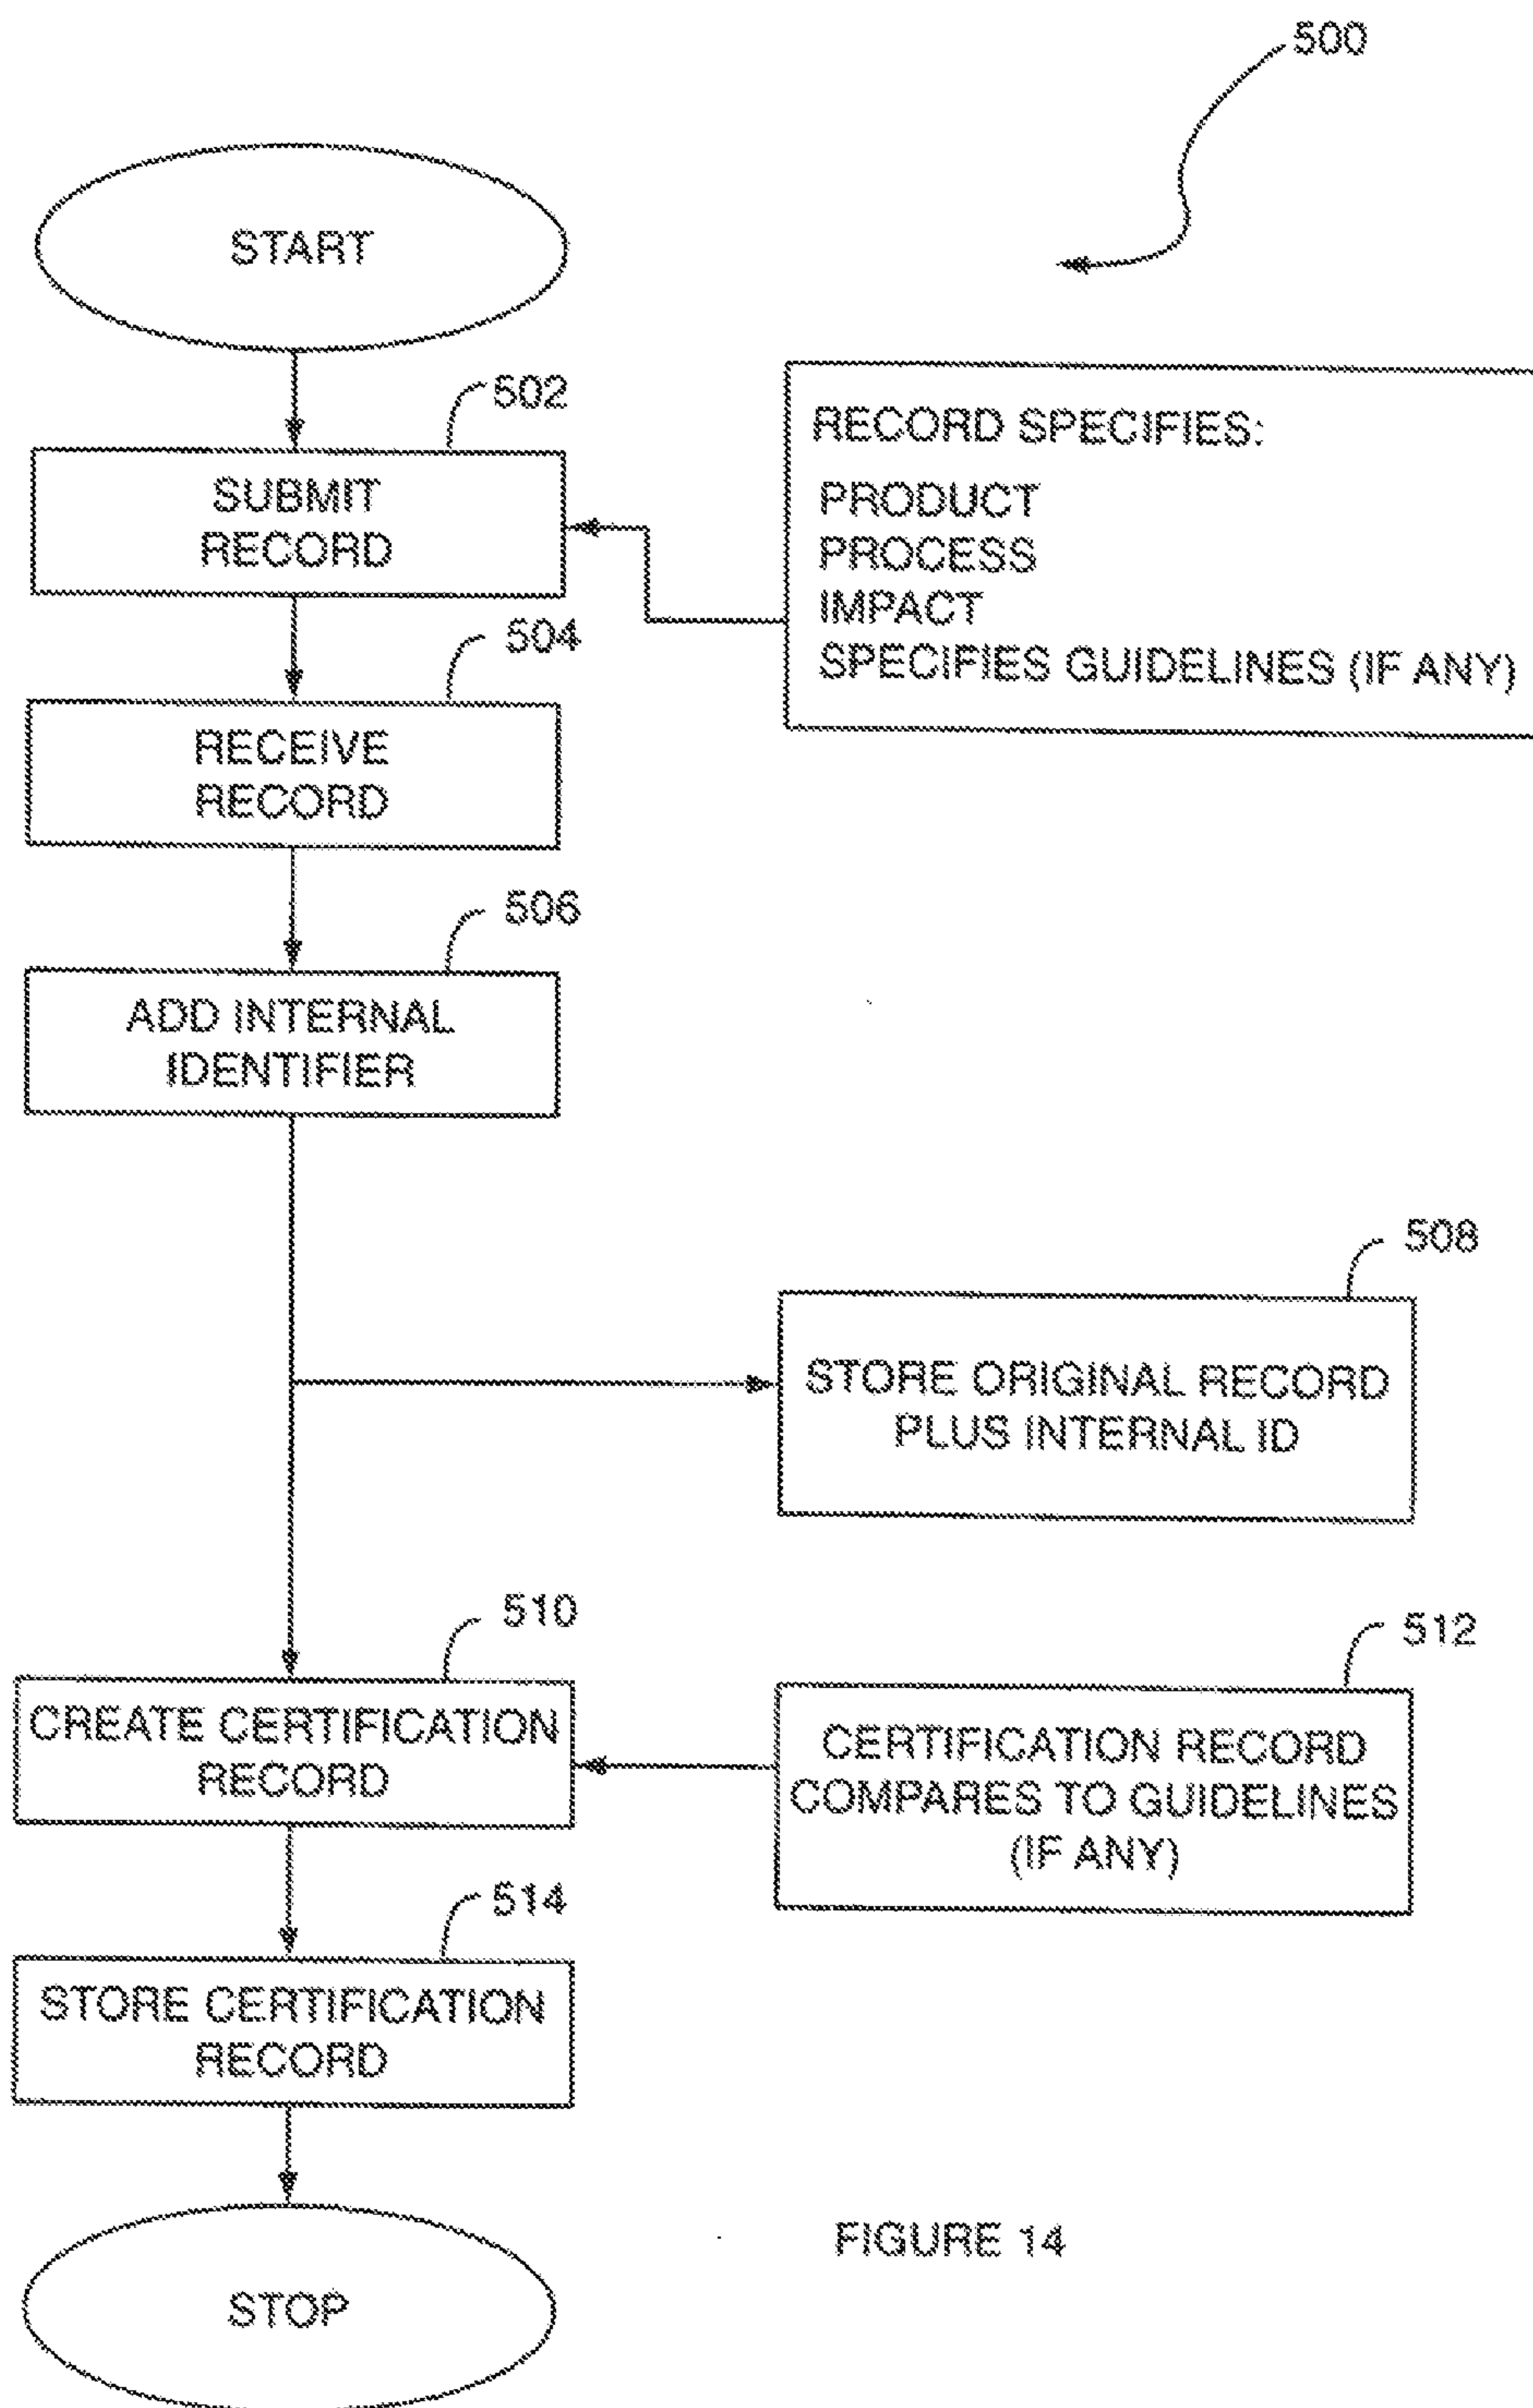 500
START
502
SUBMIT
RECORD
RECORD SPECIFIES:
PRODUCT
PROCESS
IMPACT
SPECIFIES GUIDELINES (IF ANY)
504
RECEIVE
RECORD
506
ADD INTERNAL
IDENTIFIER
508
STORE ORIGINAL RECORD
PLUS INTERNAL ID
510
CREATE CERTIFICATION
RECORD
512
CERTIFICATION RECORD
COMPARES TO GUIDELINES
(IF ANY)
514
STORE CERTIFICATION
RECORD
STOP
FIGURE 14